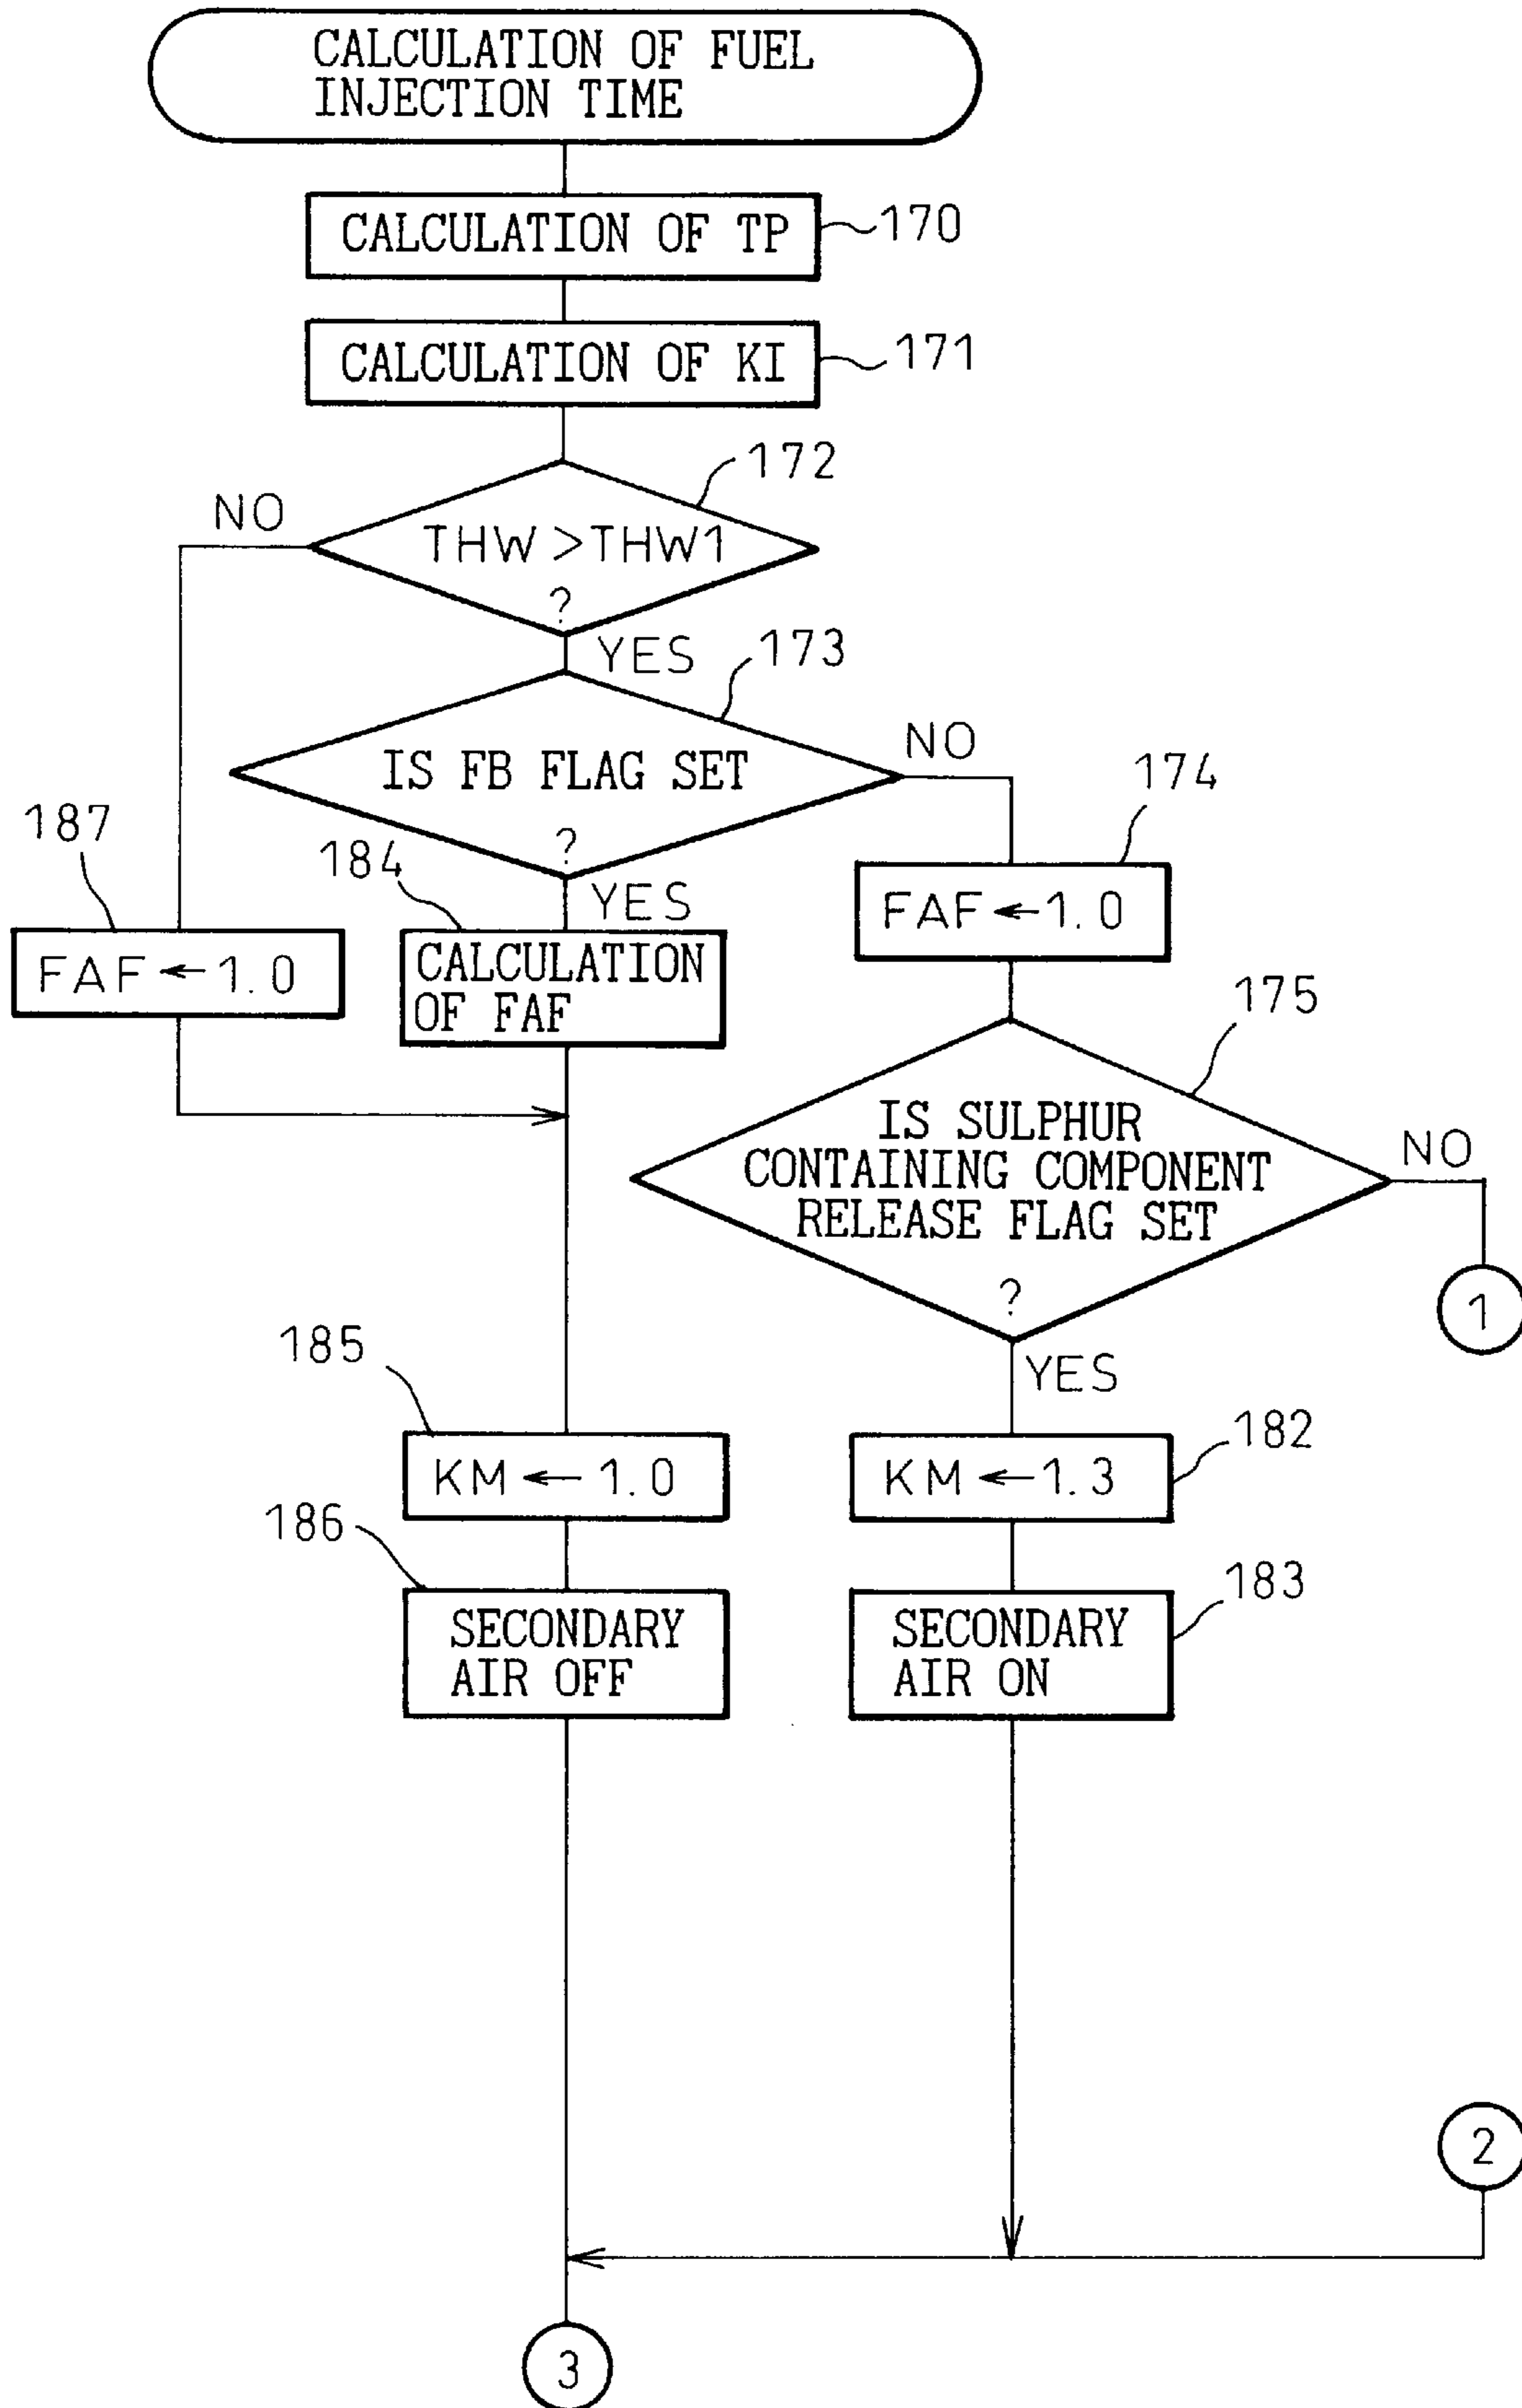 CALCULATION OF FUEL
INJECTION TIME
CALCULATION OF TP
170
CALCULATION OF KI
171
172
NO
THW > THW1
?
YES
173
IS FB FLAG SET
?
NO
174
187
184
YES
FAF ← 1.0
FAF ← 1.0
CALCULATION
OF FAF
175
IS SULPHUR
CONTAINING COMPONENT
RELEASE FLAG SET
?
NO
1
185
YES
182
KM ← 1.0
KM ← 1.3
186
183
SECONDARY
AIR OFF
SECONDARY
AIR ON
2
3